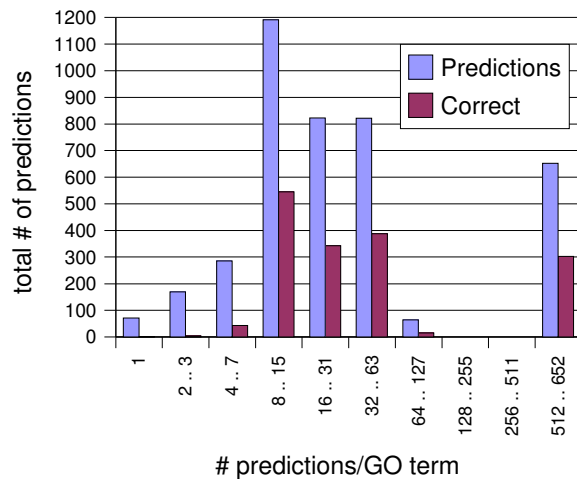 1200
1100
1000
900
800
700
600
500
400
300
200
100
0
total # of predictions
Predictions
Correct
1
2 .. 3
4 .. 7
8 .. 15
16 .. 31
32 .. 63
64 .. 127
128 .. 255
256 .. 511
512 .. 652
# predictions/GO term